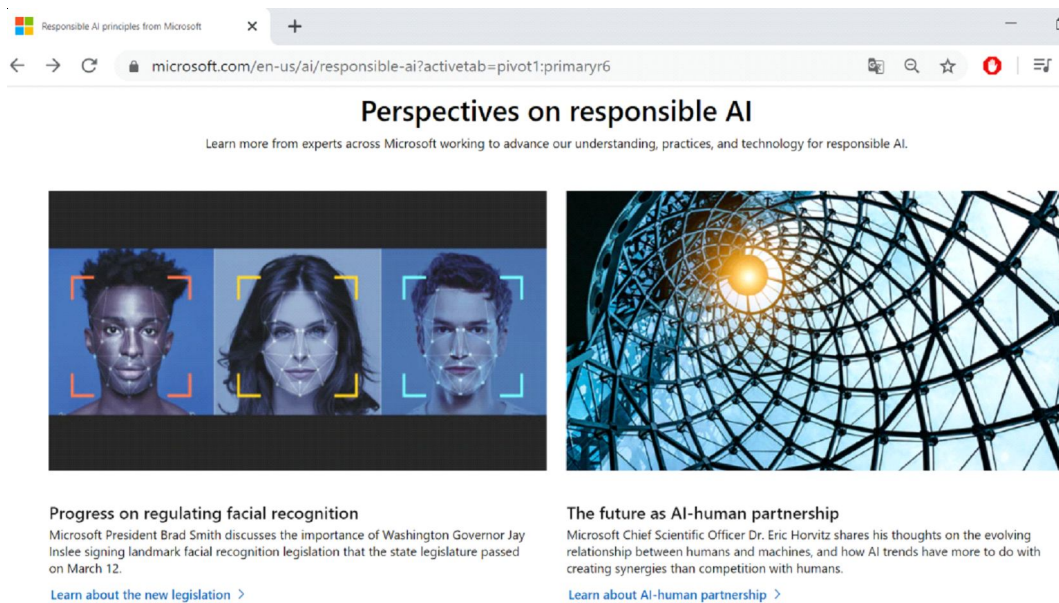 Responsible AI principles from Microsoft
microsoft.com/en-us/ai/responsible-ai?activetab=pivot1:primaryr6
Perspectives on responsible AI
Learn more from experts across Microsoft working to advance our understanding, practices, and technology for responsible AI.
Progress on regulating facial recognition
Microsoft President Brad Smith discusses the importance of Washington Governor Jay
Inslee signing landmark facial recognition legislation that the state legislature passed
on March 12.
Learn about the new legislation >
The future as AI-human partnership
Microsoft Chief Scientific Officer Dr. Eric Horvitz shares his thoughts on the evolving
relationship between humans and machines, and how AI trends have more to do with
creating synergies than competition with humans.
Learn about AI-human partnership >